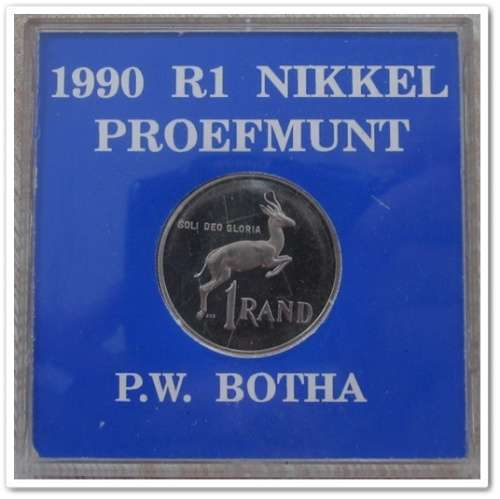 1990 R1 NIKKEL
PROEFMUNT
SOLI DEO GLORIA
1 RAND
P.W. BOTHA